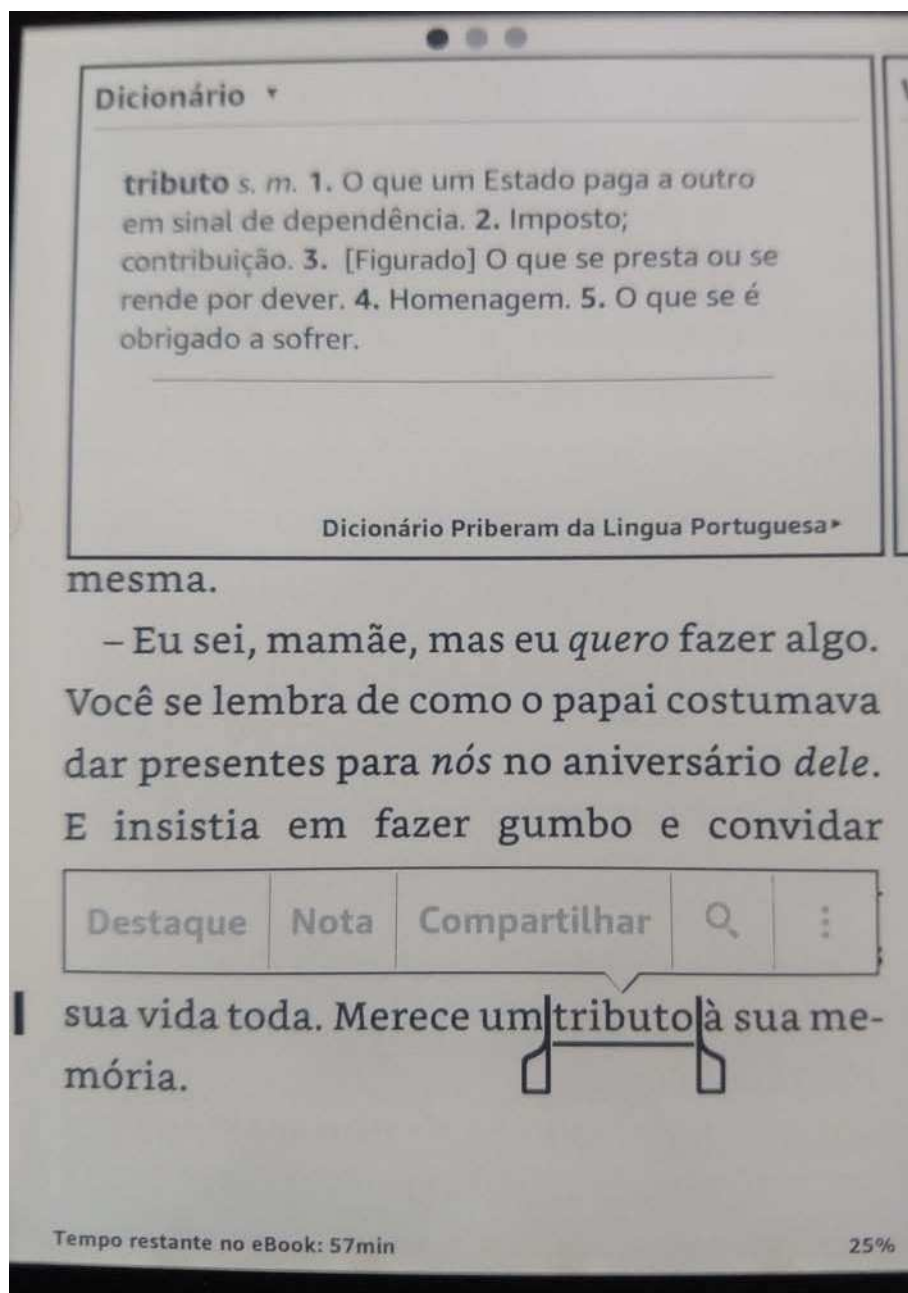 Dicionário ▾
tributo s. m. 1. O que um Estado paga a outro
em sinal de dependência. 2. Imposto;
contribuição. 3. [Figurado] O que se presta ou se
rende por dever. 4. Homenagem. 5. O que se é
obrigado a sofrer.
Dicionário Priberam da Lingua Portuguesa▸
mesma.
– Eu sei, mamãe, mas eu quero fazer algo.
Você se lembra de como o papai costumava
dar presentes para nós no aniversário dele.
E insistia em fazer gumbo e convidar
Destaque Nota Compartilhar
sua vida toda. Merece um tributo à sua me-
mória.
Tempo restante no eBook: 57min 25%